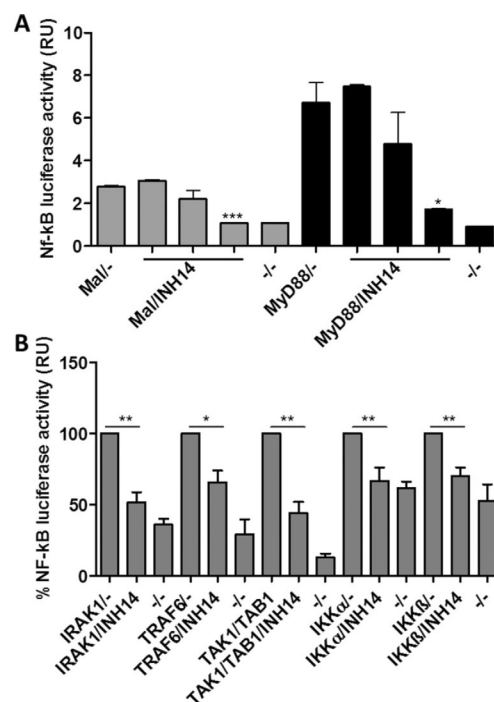 A
Nf-kB luciferase activity (RU)
10
8
6
4
2
0
***
*
Mal/-
Mal/INH14
-/-
MyD88/-
MyD88/INH14
-/-
B
% NF-kB luciferase activity (RU)
150
100
50
0
** * ** ** **
IRAK1/-
IRAK1/INH14
-/-
TRAF6/-
TRAF6/INH14
-/-
TAK1/TAB1
TAK1/TAB1/INH14
-/-
IKKα/-
IKKα/INH14
-/-
IKKß/-
IKKß/INH14
-/-